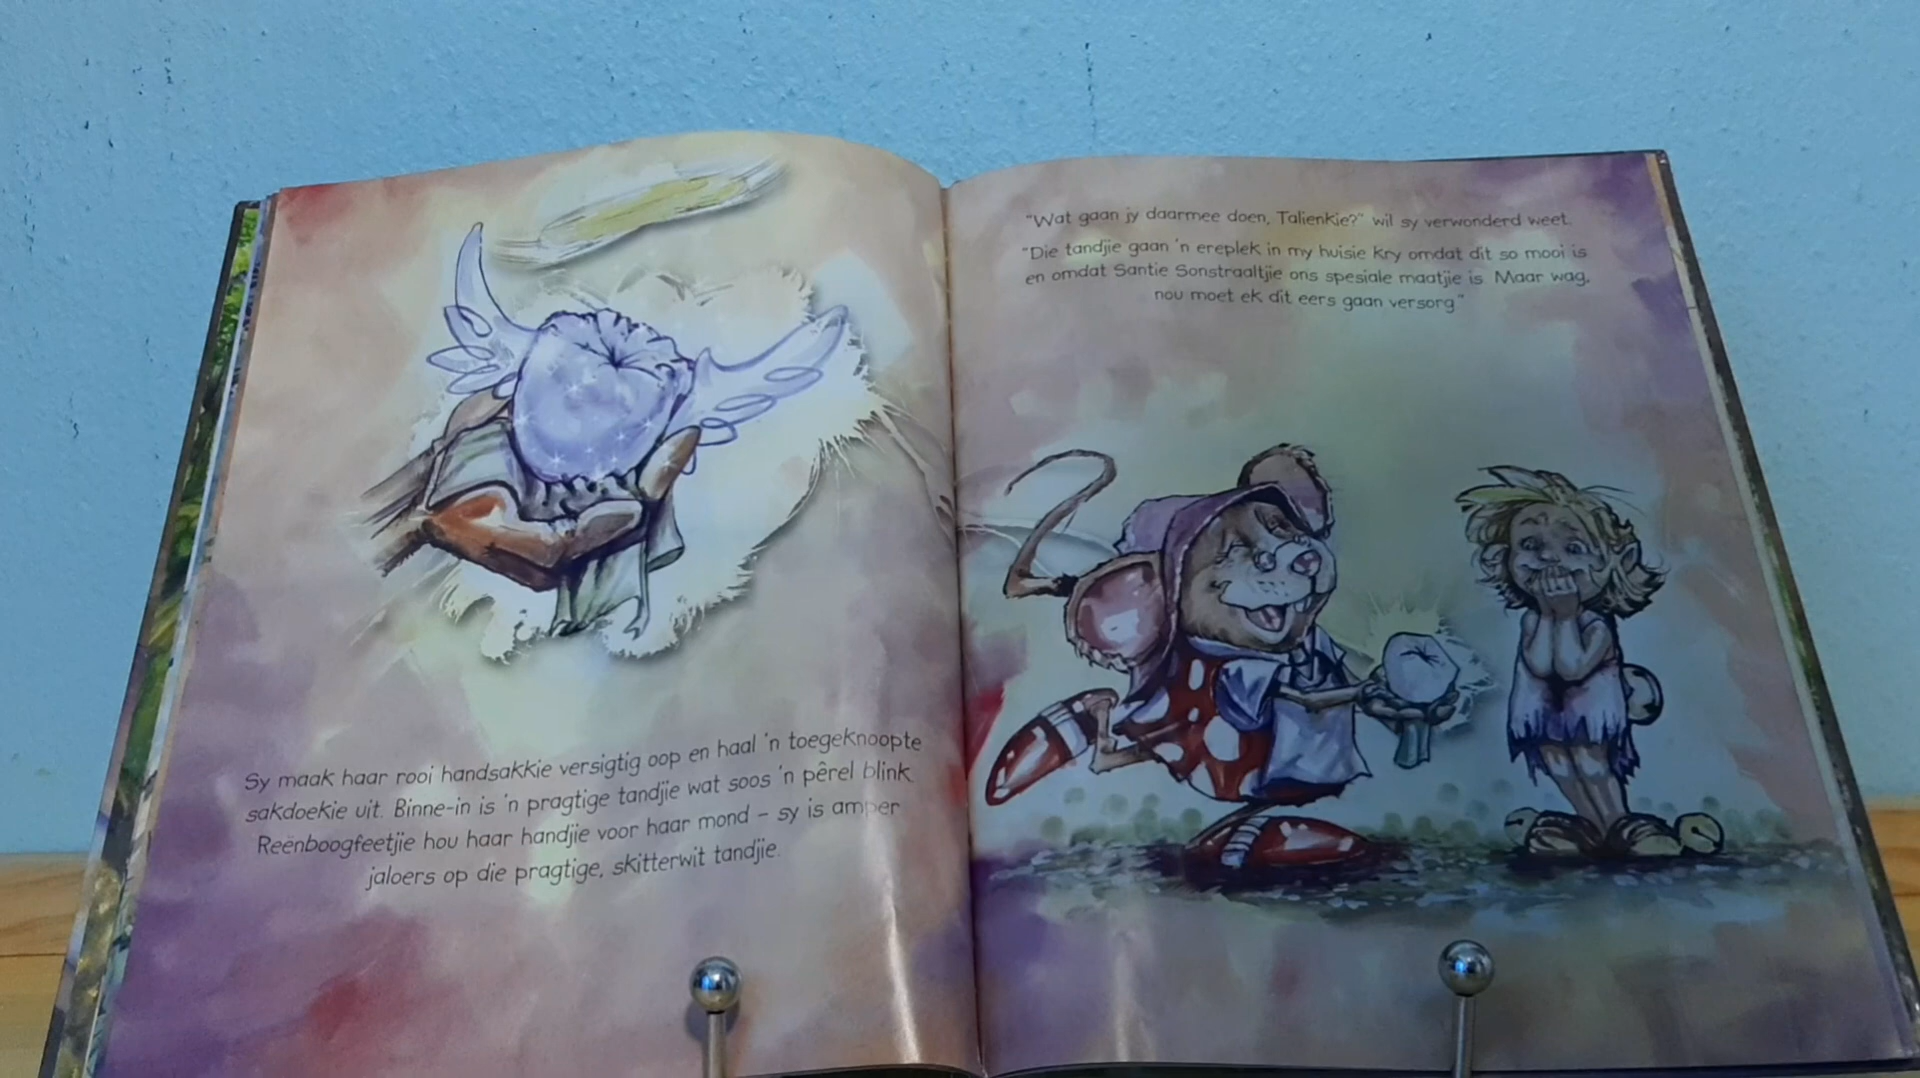 Sy maak haar rooi handsakkie versigtig oop en haal 'n toegeknoopte
sakdoekie uit. Binne-in is 'n pragtige tandjie wat soos 'n pêrel blink.
Reënboogfeetjie hou haar handjie voor haar mond – sy is amper
jaloers op die pragtige, skitterwit tandjie.
"Wat gaan jy daarmee doen, Talienkie?" wil sy verwonderd weet.
"Die tandjie gaan 'n ereplek in my huisie kry omdat dit so mooi is
en omdat Santie Sonstraaltjie ons spesiale maatjie is. Maar wag,
nou moet ek dit eers gaan versorg."